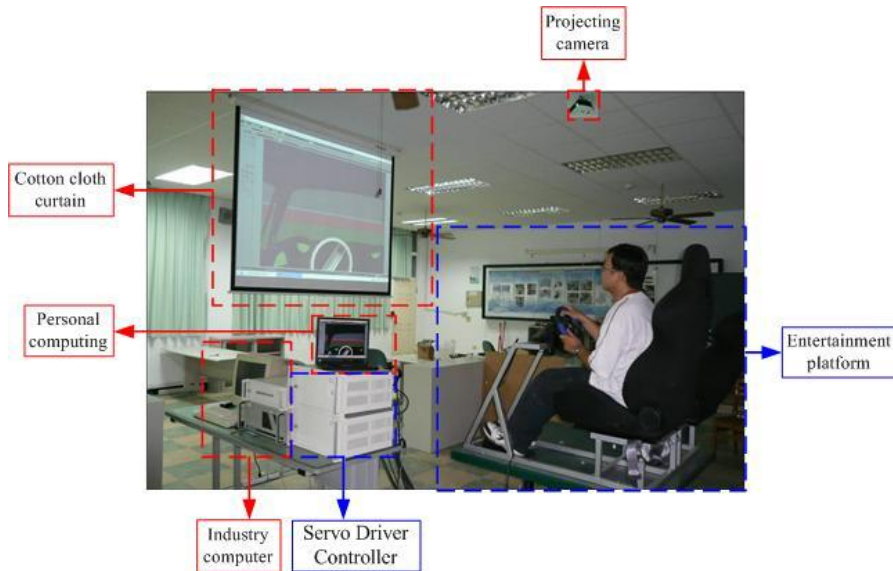 Projecting
camera
Cotton cloth
curtain
Personal
computing
Entertainment
platform
Industry
computer
Servo Driver
Controller